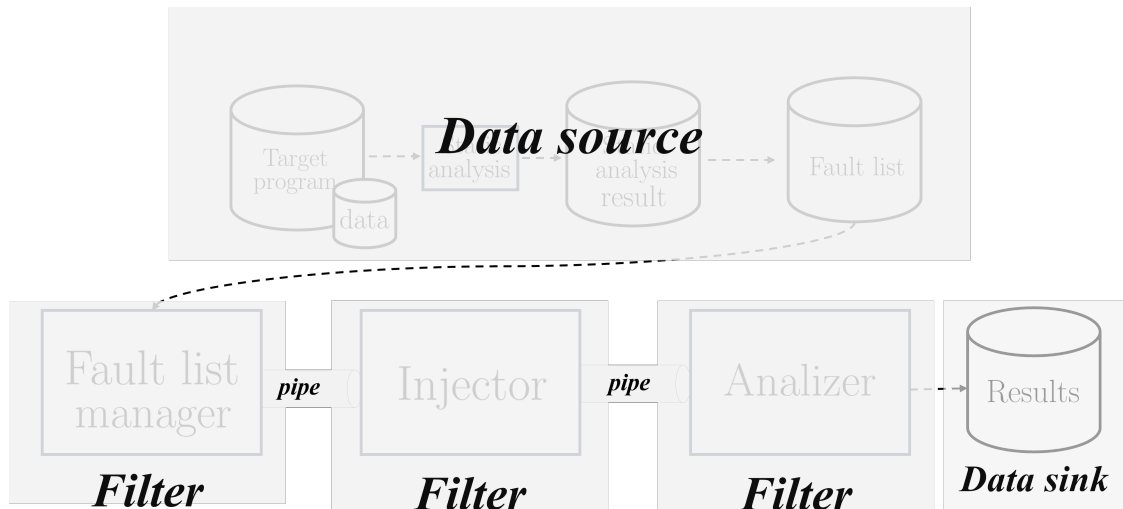 Data source
Target
program
data
analysis
analysis
result
Fault list
Fault list
manager
pipe
Injector
pipe
Analizer
Results
Filter
Filter
Filter
Data sink